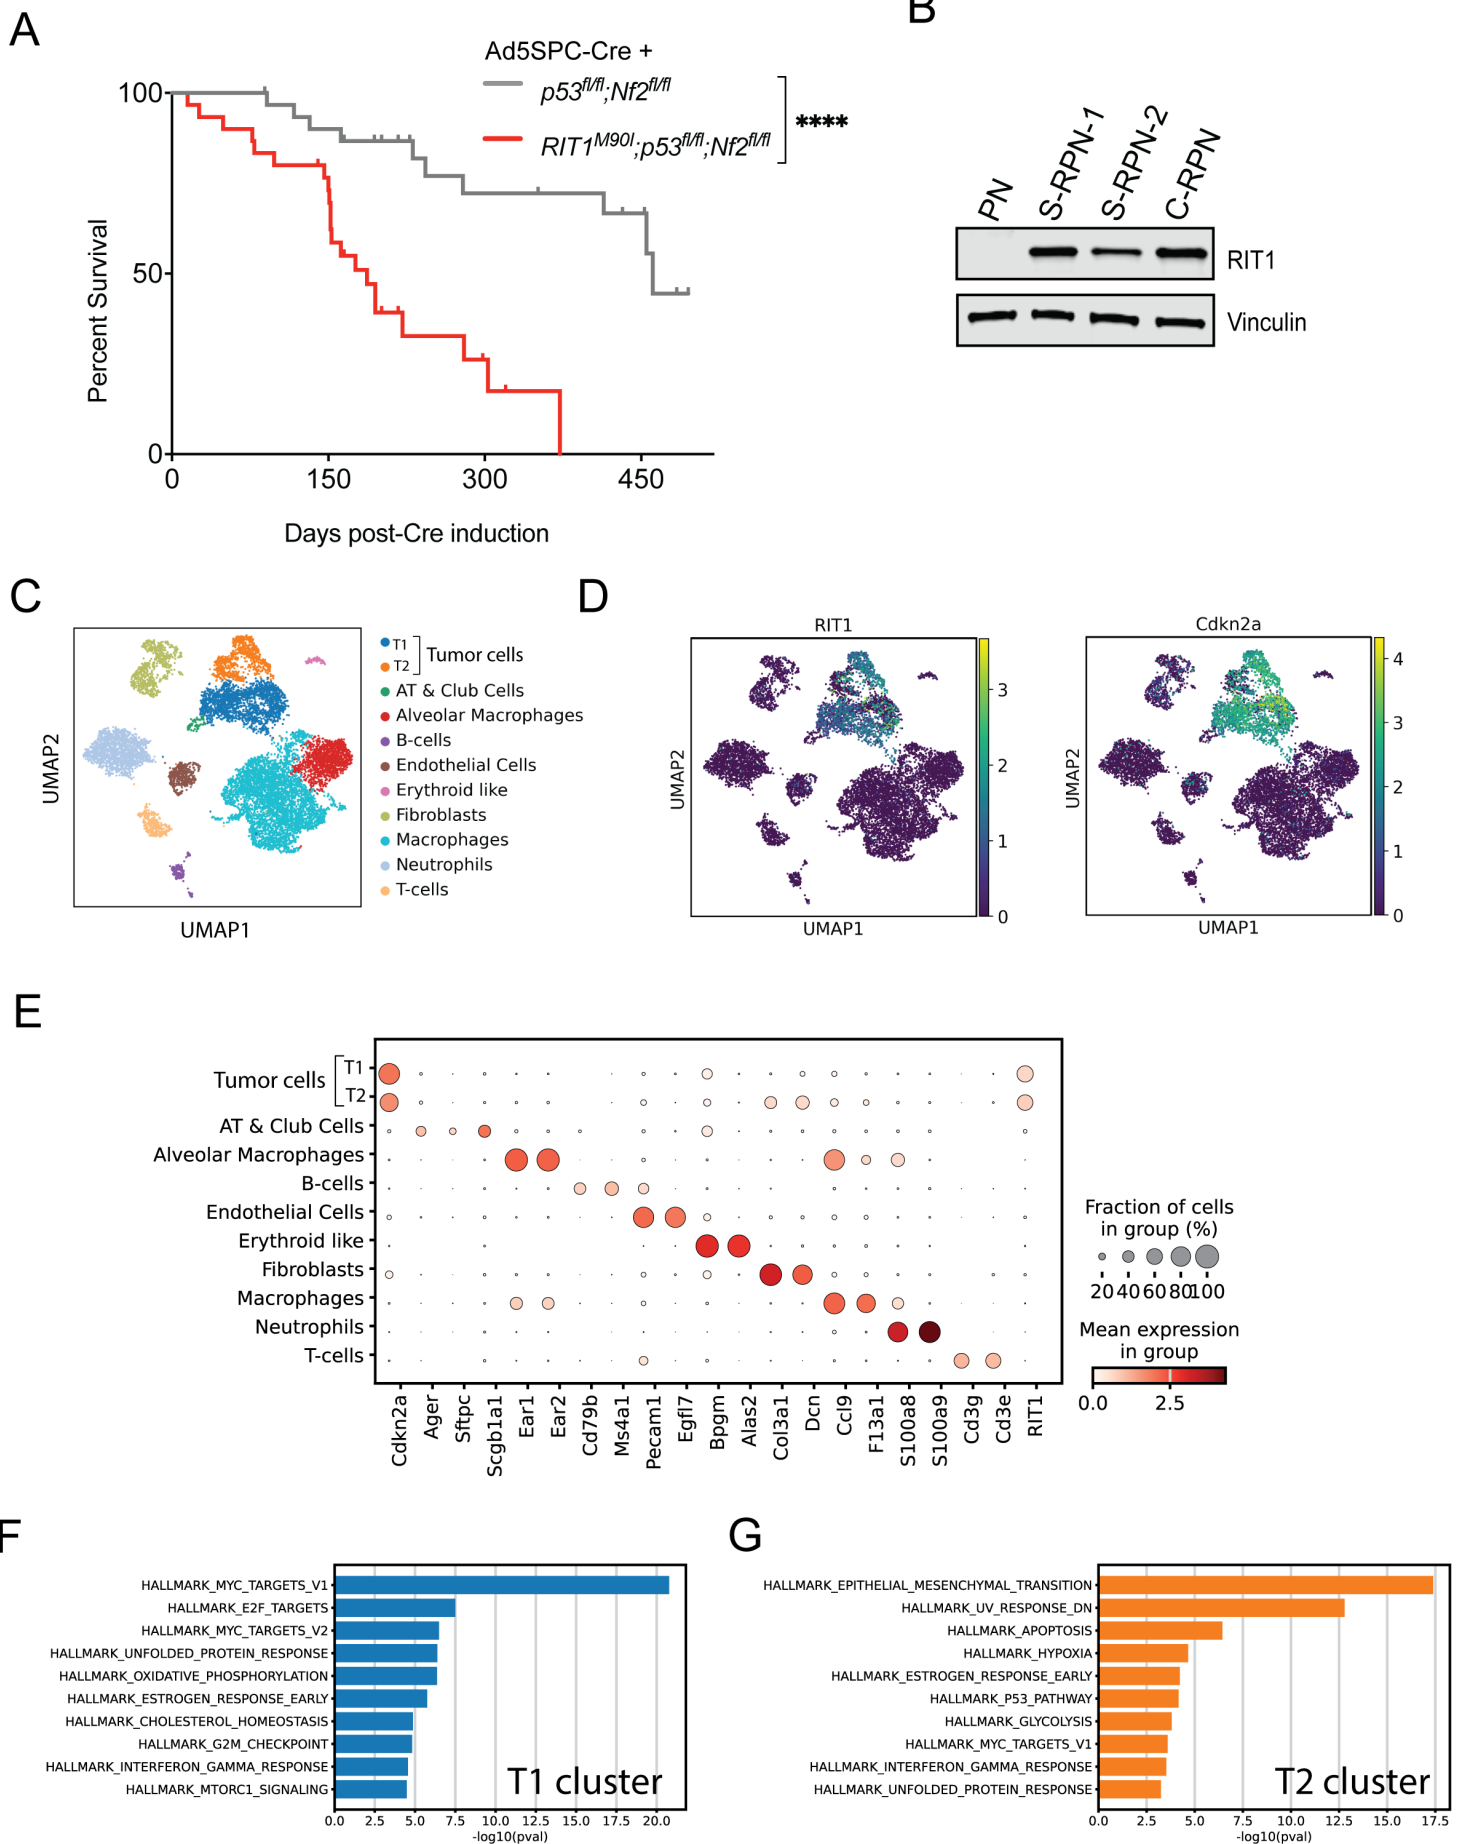 A
Ad5SPC-Cre +
p53fl/fl;Nf2fl/fl
RIT1M90I;p53fl/fl;Nf2fl/fl
****
100
50
0
Percent Survival
0 150 300 450
Days post-Cre induction
B
PN
S-RPN-1
S-RPN-2
C-RPN
RIT1
Vinculin
C
T1
T2
Tumor cells
AT & Club Cells
Alveolar Macrophages
B-cells
Endothelial Cells
Erythroid like
Fibroblasts
Macrophages
Neutrophils
T-cells
UMAP2
UMAP1
D
RIT1
3
2
1
0
UMAP2
UMAP1
Cdkn2a
4
3
2
1
0
UMAP2
UMAP1
E
Tumor cells
T1
T2
AT & Club Cells
Alveolar Macrophages
B-cells
Endothelial Cells
Erythroid like
Fibroblasts
Macrophages
Neutrophils
T-cells
Cdkn2a
Ager
Sftpc
Scgb1a1
Ear1
Ear2
Cd79b
Ms4a1
Pecam1
Egfl7
Bpgm
Alas2
Col3a1
Dcn
Ccl9
F13a1
S100a8
S100a9
Cd3g
Cd3e
RIT1
Fraction of cells
in group (%)
20 40 60 80 100
Mean expression
in group
0.0 2.5
F
HALLMARK_MYC_TARGETS_V1
HALLMARK_E2F_TARGETS
HALLMARK_MYC_TARGETS_V2
HALLMARK_UNFOLDED_PROTEIN_RESPONSE
HALLMARK_OXIDATIVE_PHOSPHORYLATION
HALLMARK_ESTROGEN_RESPONSE_EARLY
HALLMARK_CHOLESTEROL_HOMEOSTASIS
HALLMARK_G2M_CHECKPOINT
HALLMARK_INTERFERON_GAMMA_RESPONSE
HALLMARK_MTORC1_SIGNALING
T1 cluster
0.0 2.5 5.0 7.5 10.0 12.5 15.0 17.5 20.0
-log10(pval)
G
HALLMARK_EPITHELIAL_MESENCHYMAL_TRANSITION
HALLMARK_UV_RESPONSE_DN
HALLMARK_APOPTOSIS
HALLMARK_HYPOXIA
HALLMARK_ESTROGEN_RESPONSE_EARLY
HALLMARK_P53_PATHWAY
HALLMARK_GLYCOLYSIS
HALLMARK_MYC_TARGETS_V1
HALLMARK_INTERFERON_GAMMA_RESPONSE
HALLMARK_UNFOLDED_PROTEIN_RESPONSE
T2 cluster
0.0 2.5 5.0 7.5 10.0 12.5 15.0 17.5
-log10(pval)